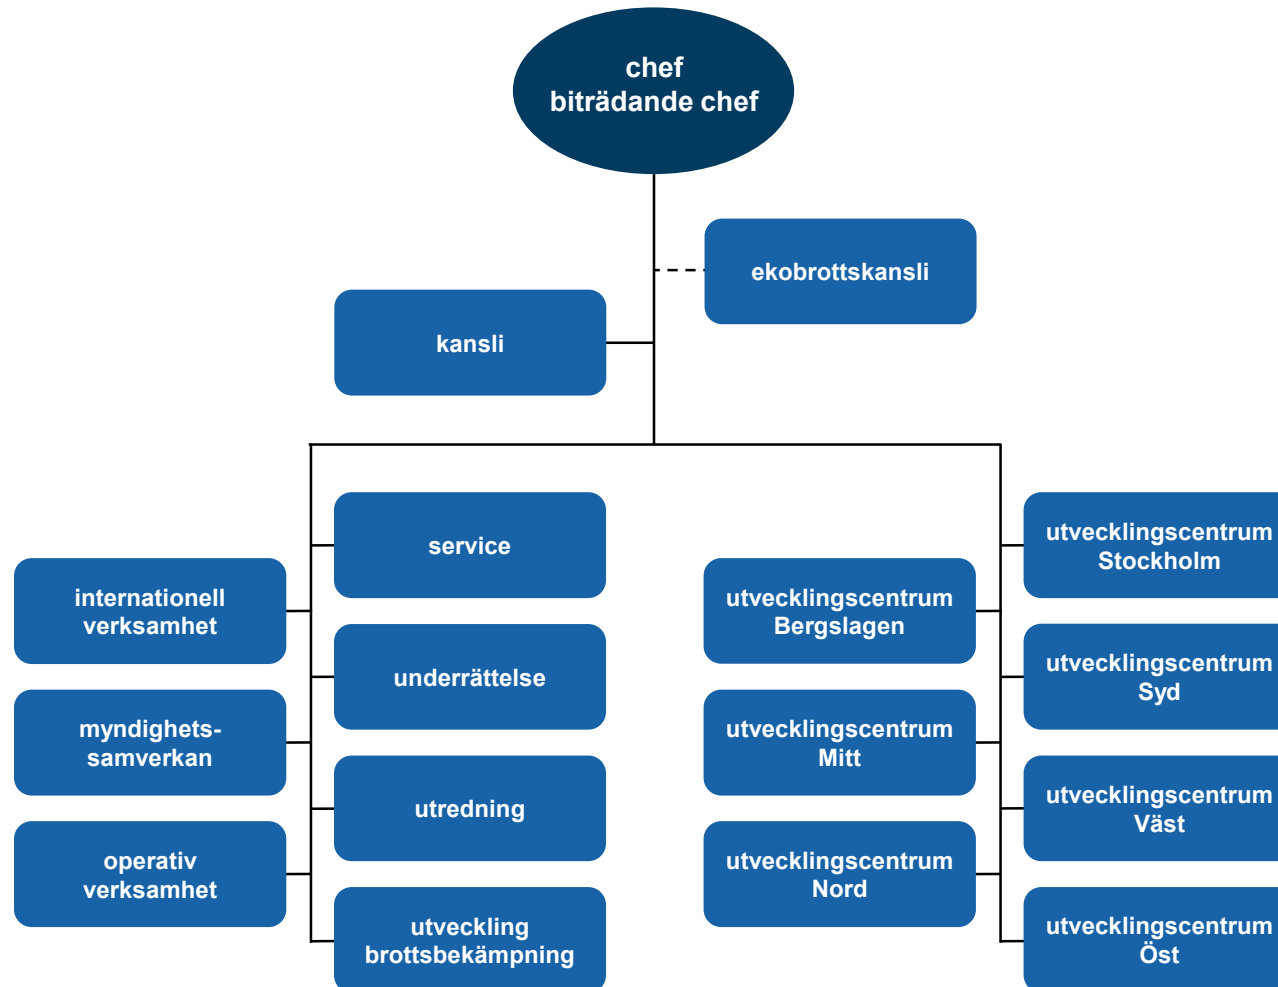 chef
biträdande chef
ekobrottskansli
kansli
service
internationell
verksamhet
underrättelse
myndighets-
samverkan
utredning
operativ
verksamhet
utveckling
brottsbekämpning
utvecklingscentrum
Stockholm
utvecklingscentrum
Bergslagen
utvecklingscentrum
Syd
utvecklingscentrum
Mitt
utvecklingscentrum
Väst
utvecklingscentrum
Nord
utvecklingscentrum
Öst